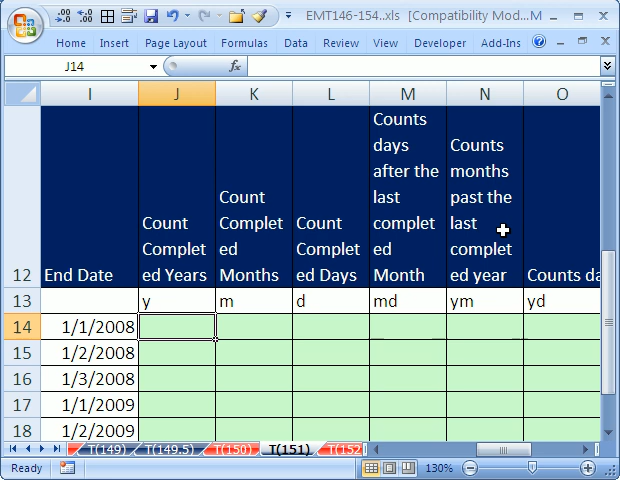 EMT146-154..xls [Compatibility Mod... M
Home Insert Page Layout Formulas Data Review View Developer Add-Ins
J14 fx
I J K L M N O
12 End Date
Count
Complet
ed Years
Count
Complet
ed
Months
Count
Complet
ed Days
Counts
days
after the
last
complet
ed
Month
Counts
months
past the
last
complet
ed year
Counts da
13 y m d md ym yd
14 1/1/2008
15 1/2/2008
16 1/3/2008
17 1/1/2009
18 1/2/2009
T(149) T(149.5) T(150) T(151) T(152
Ready 130%